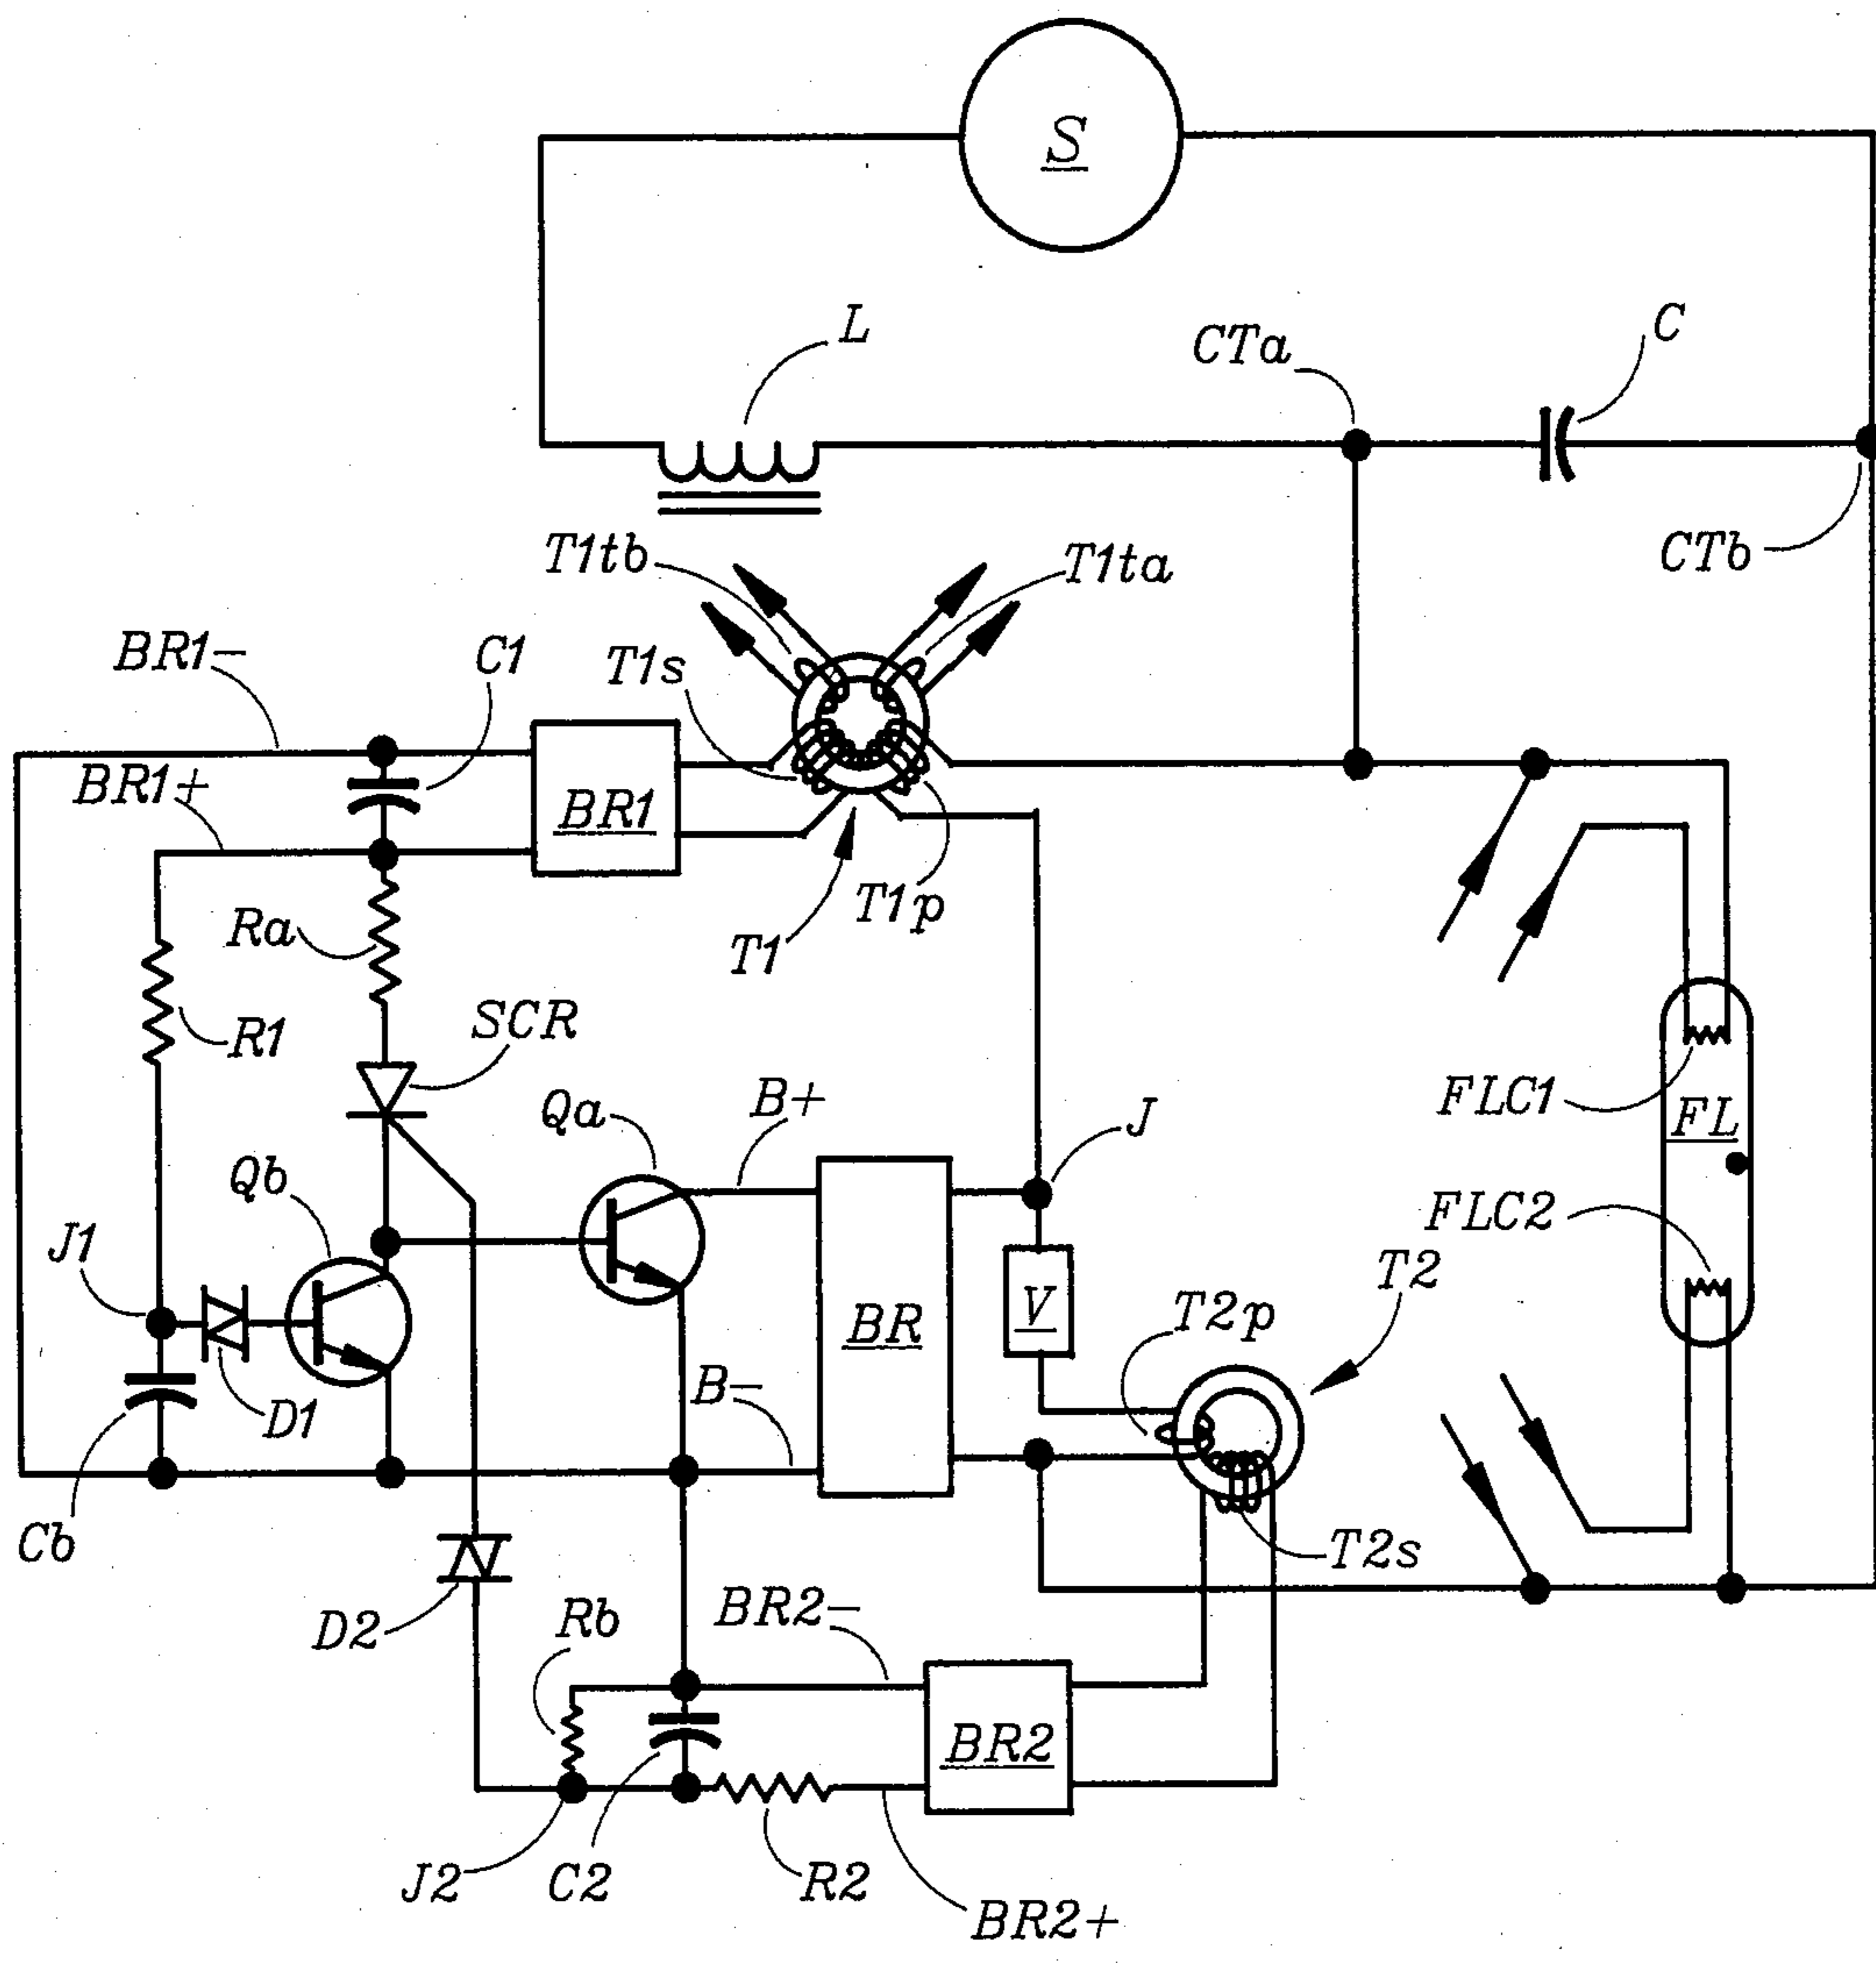 S
L
CTa
C
T1tb
T1ta
CTb
BR1-
C1
T1s
BR1+
BR1
Ra
T1p
T1
R1
SCR
FLC1
Qa
B+
J
FL
Qb
FLC2
J1
T2
V
T2p
BR
B-
D1
Cb
T2s
D2
Rb
BR2-
BR2
J2
C2
R2
BR2+